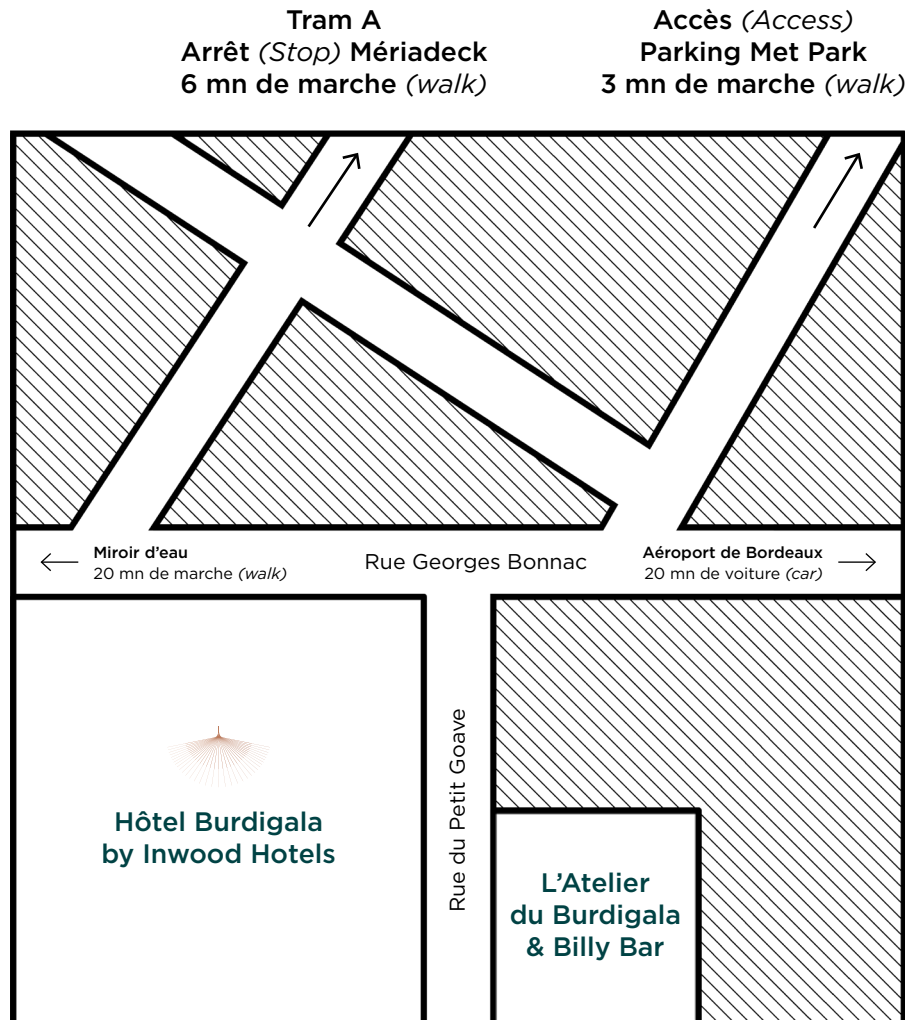 Tram A
Arrêt (Stop) Mériadeck
6 mn de marche (walk)
Accès (Access)
Parking Met Park
3 mn de marche (walk)
Miroir d’eau
20 mn de marche (walk)
Rue Georges Bonnac
Aéroport de Bordeaux
20 mn de voiture (car)
Hôtel Burdigala
by Inwood Hotels
Rue du Petit Goave
L’Atelier
du Burdigala
& Billy Bar